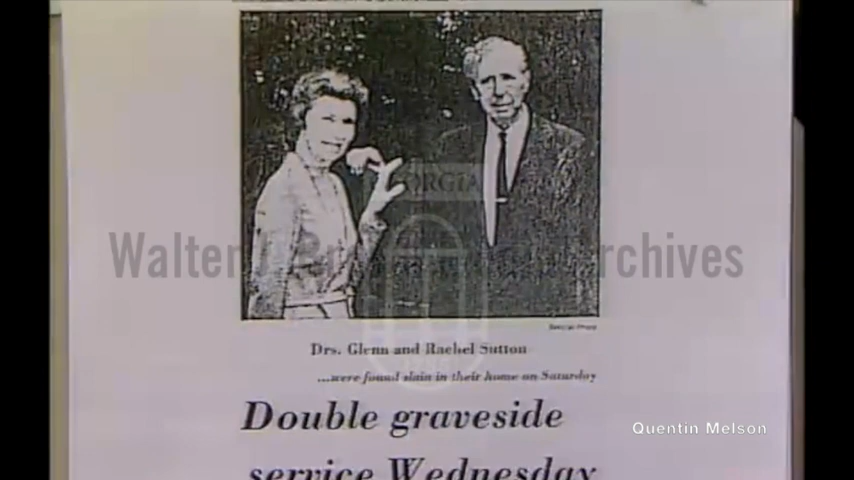 Drs. Glenn and Rachel Sutton
...were found slain in their home on Saturday
Double graveside
service Wednesday
Walter J. Archives
ORGIA
Quentin Melson